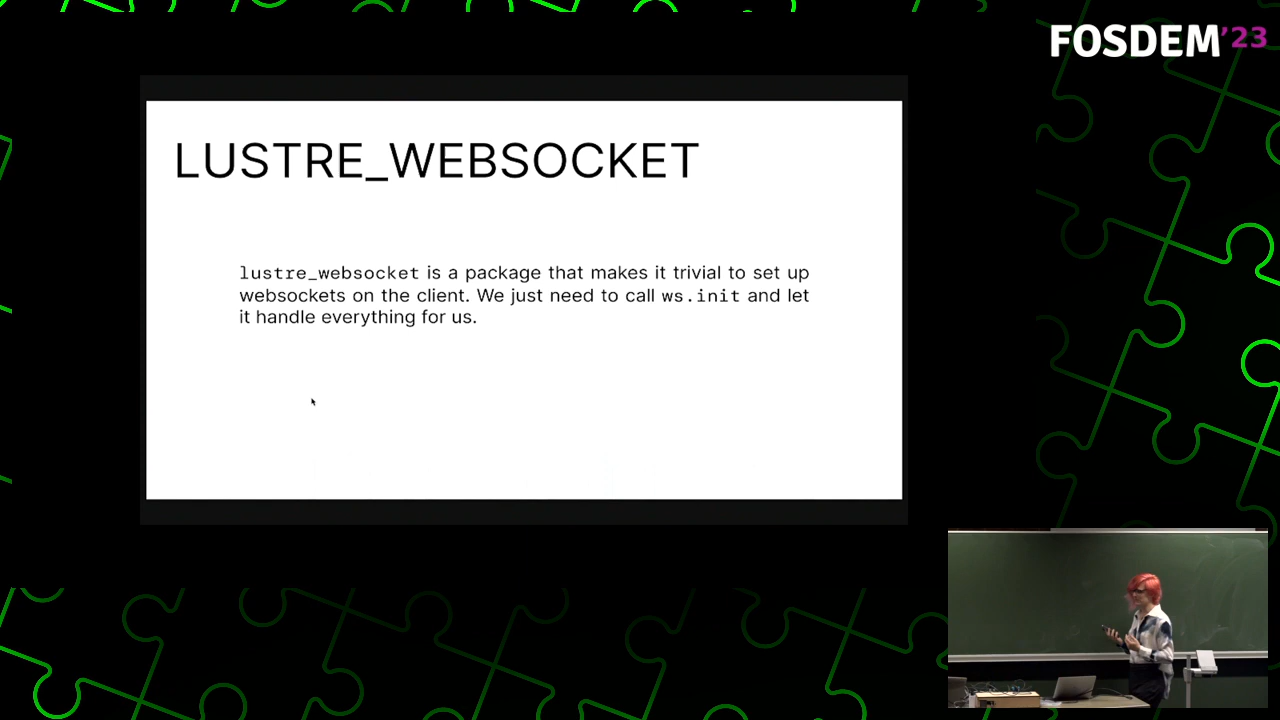 FOSDEM'23
LUSTRE_WEBSOCKET
lustre_websocket is a package that makes it trivial to set up
websockets on the client. We just need to call ws.init and let
it handle everything for us.